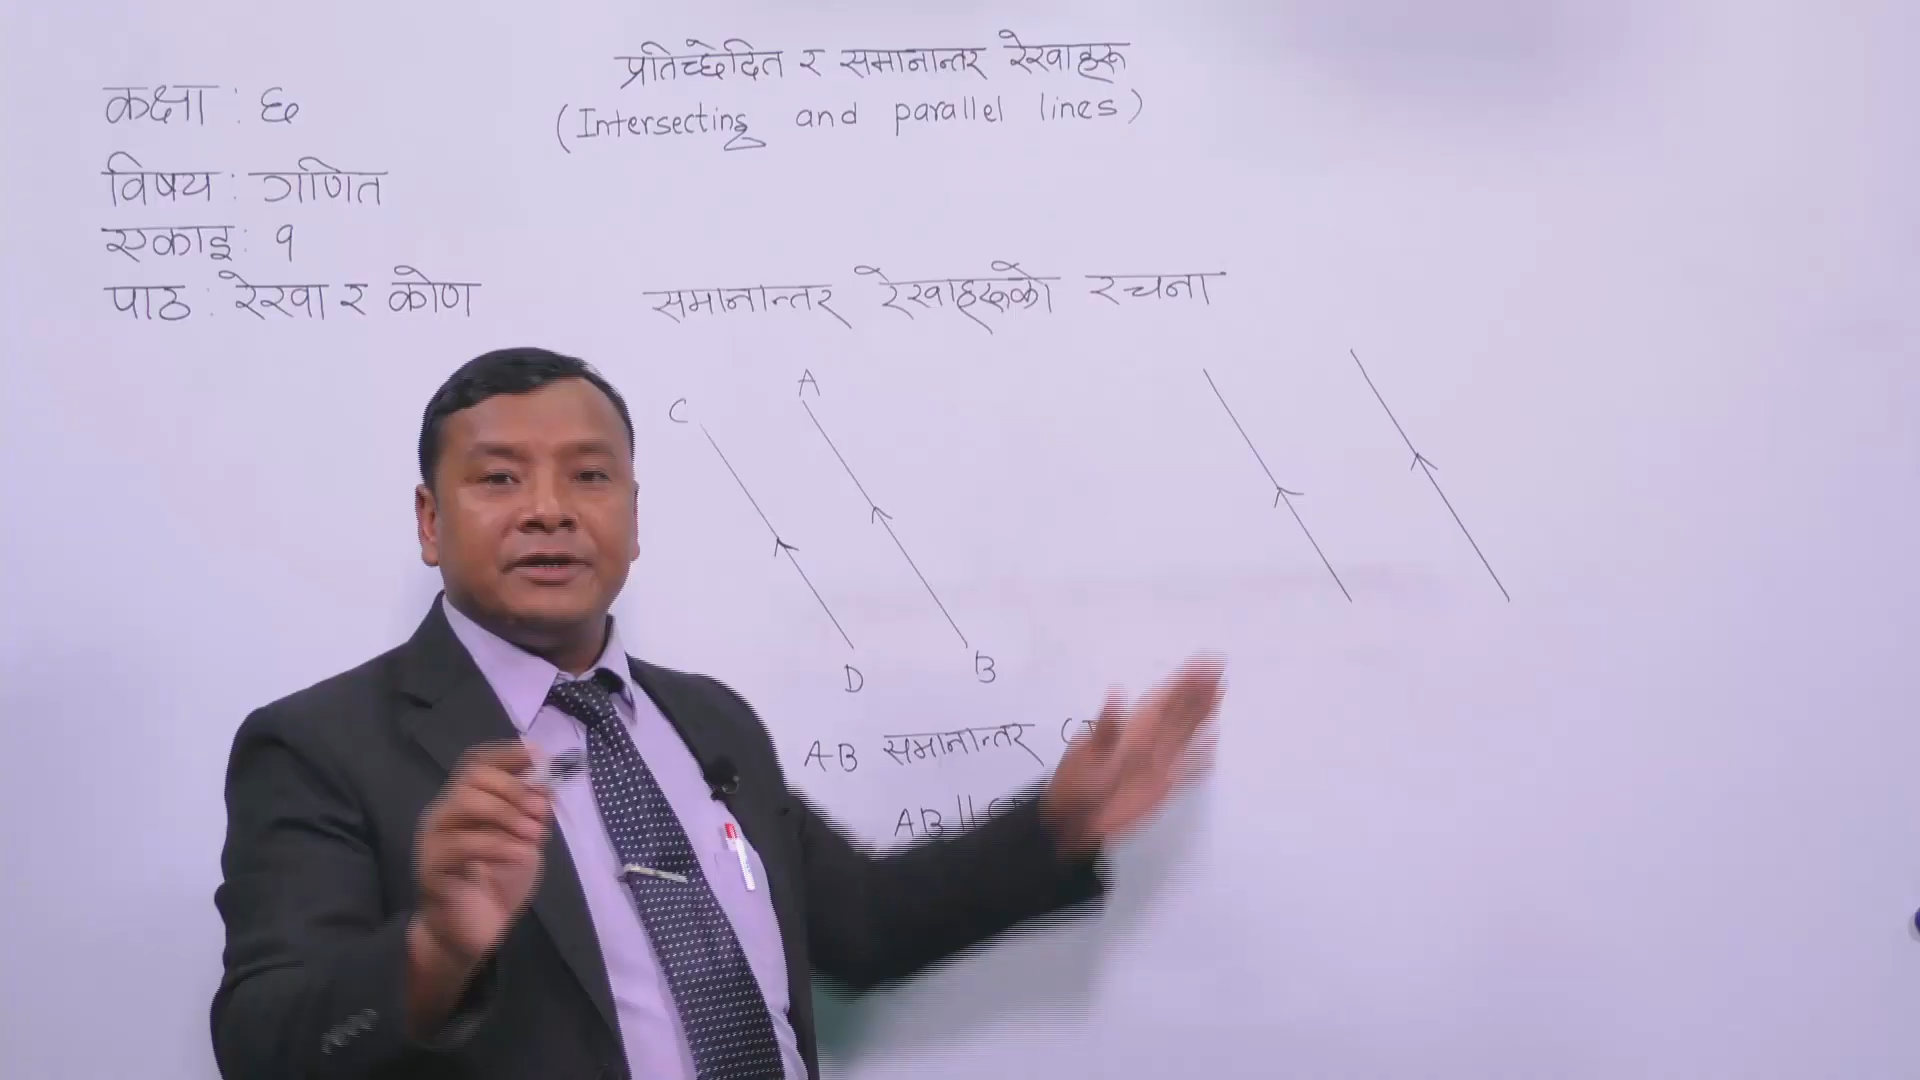 प्रतिच्छेदित र समानान्तर रेखाहरू
(Intersecting and parallel lines)
कक्षा : ६
विषय : गणित
एकाइ : १
पाठ : रेखा र कोण
समानान्तर रेखाहरूको रचना
C A
D B
AB समानान्तर
AB ||